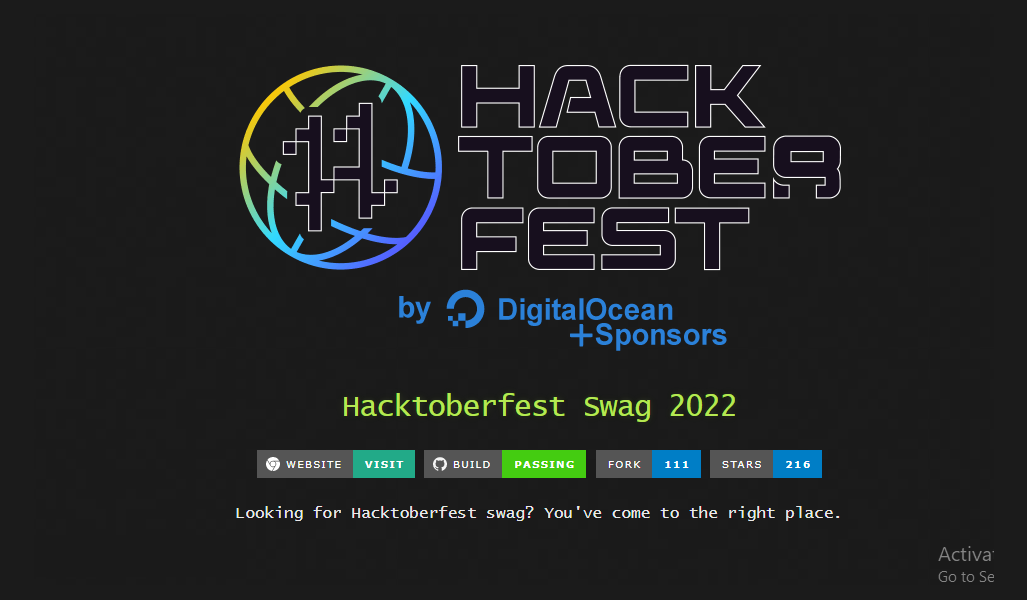 HACK
TOBER
FEST
by DigitalOcean
+Sponsors
Hacktoberfest Swag 2022
WEBSITE VISIT BUILD PASSING FORK 111 STARS 216
Looking for Hacktoberfest swag? You've come to the right place.
Activa
Go to Se